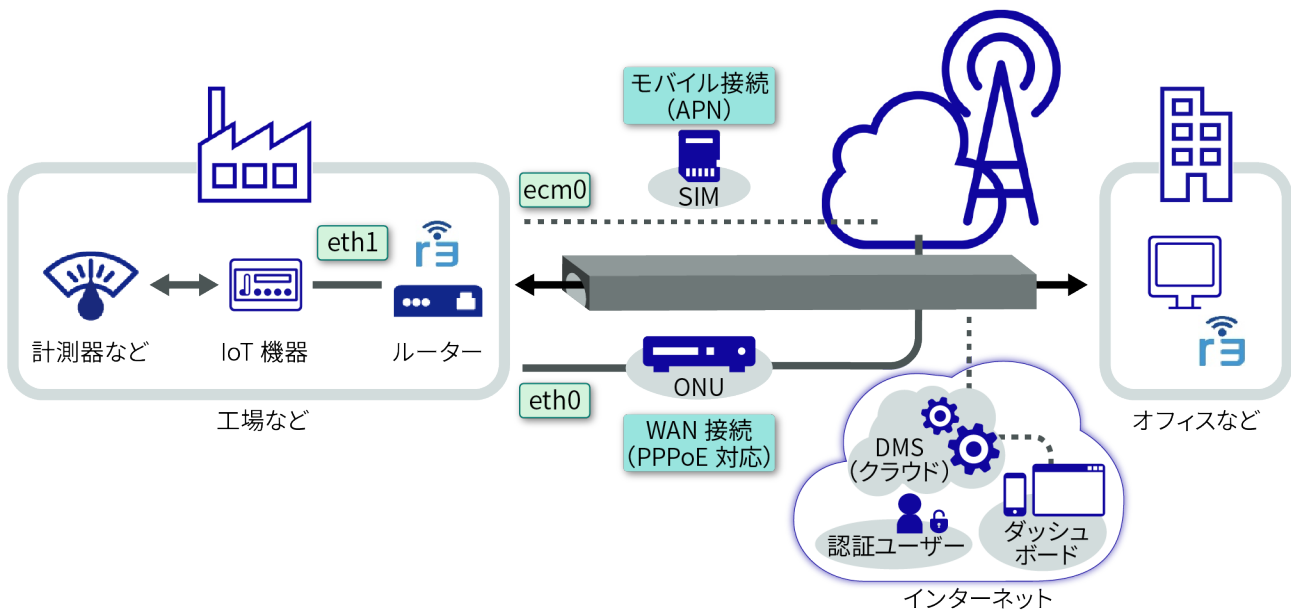 モバイル接続
（APN）
SIM
ecm0
eth1
r3
計測器など
IoT 機器
ルーター
工場など
eth0
ONU
WAN 接続
（PPPoE 対応）
r3
オフィスなど
DMS
（クラウド）
認証ユーザー
ダッシュ
ボード
インターネット